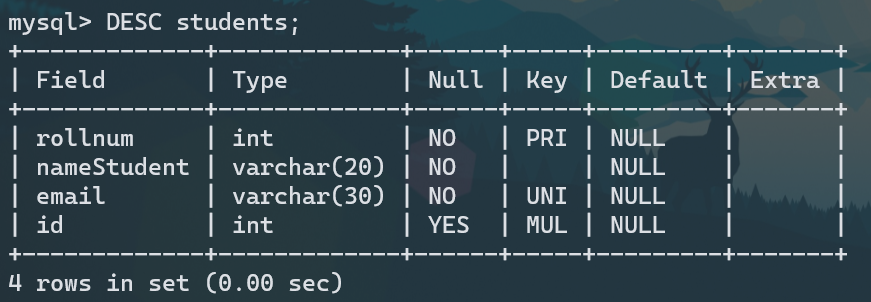 mysql> DESC students;
+-------------+-------------+------+-----+---------+-------+
| Field       | Type        | Null | Key | Default | Extra |
+-------------+-------------+------+-----+---------+-------+
| rollnum     | int         | NO   | PRI | NULL    |       |
| nameStudent | varchar(20) | NO   |     | NULL    |       |
| email       | varchar(30) | NO   | UNI | NULL    |       |
| id          | int         | YES  | MUL | NULL    |       |
+-------------+-------------+------+-----+---------+-------+
4 rows in set (0.00 sec)